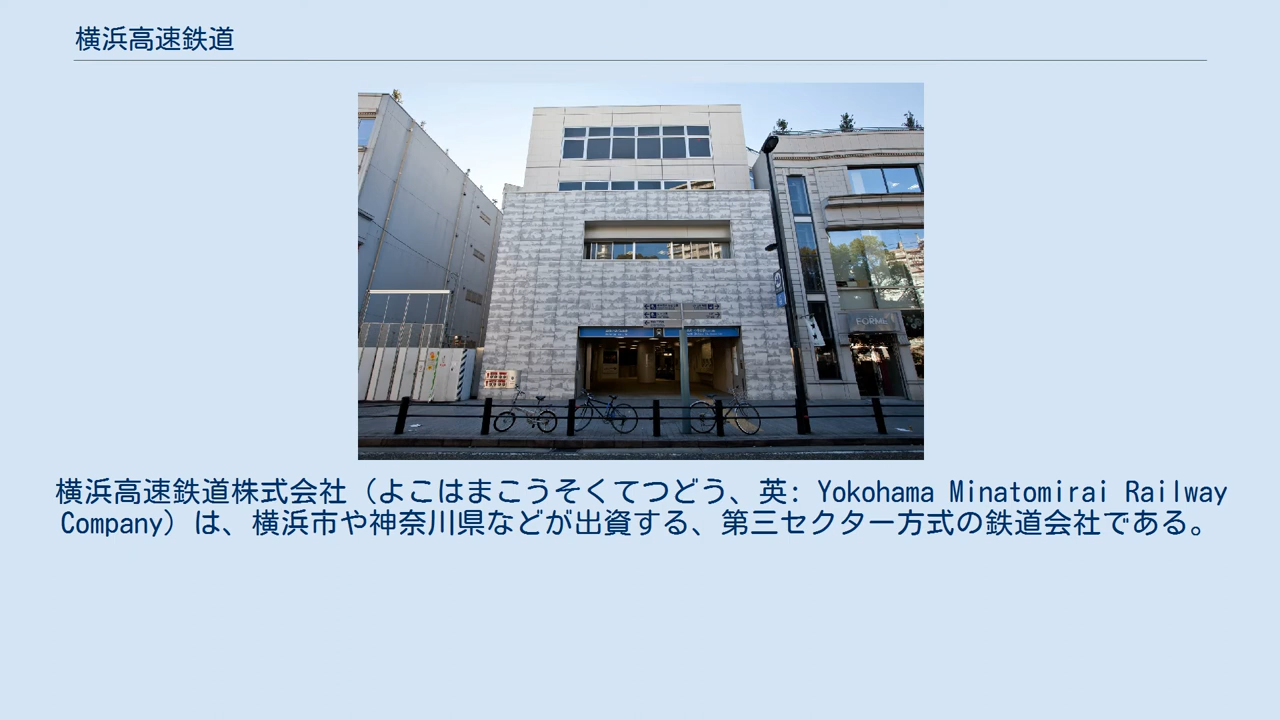 横浜高速鉄道
FORME
横浜高速鉄道株式会社（よこはまこうそくてつどう、英: Yokohama Minatomirai Railway
Company）は、横浜市や神奈川県などが出資する、第三セクター方式の鉄道会社である。